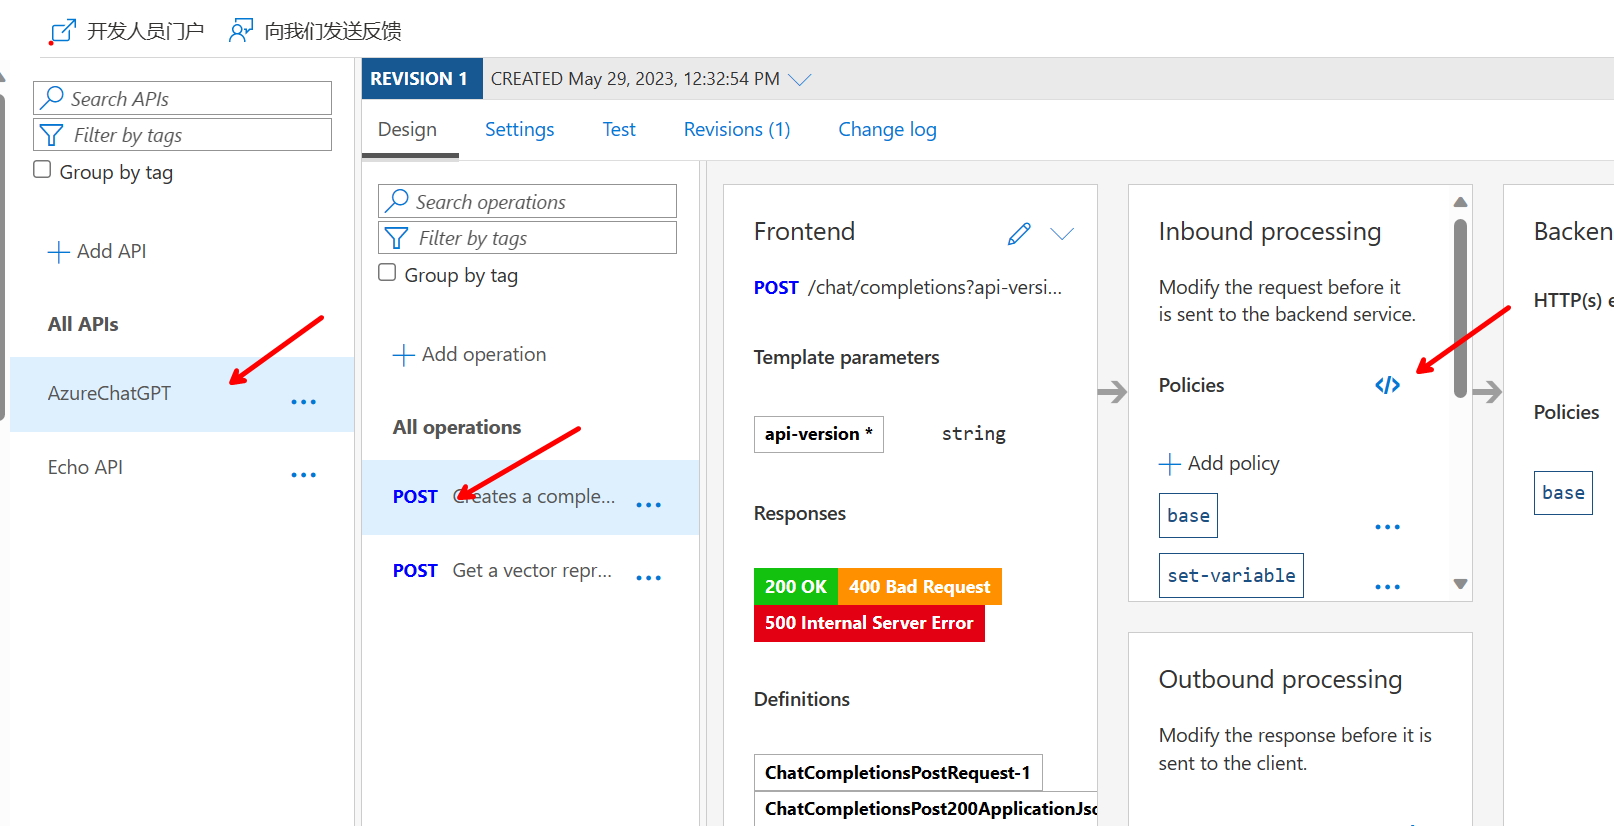 开发人员门户 向我们发送反馈
Search APIs
Filter by tags
Group by tag
Add API
All APIs
AzureChatGPT
Echo API
REVISION 1 CREATED May 29, 2023, 12:32:54 PM
Design Settings Test Revisions (1) Change log
Search operations
Filter by tags
Group by tag
Add operation
All operations
POST Creates a comple...
POST Get a vector repr...
Frontend
POST /chat/completions?api-versi...
Template parameters
api-version * string
Responses
200 OK 400 Bad Request
500 Internal Server Error
Definitions
ChatCompletionsPostRequest-1
ChatCompletionsPost200ApplicationJsc
Inbound processing
Modify the request before it
is sent to the backend service.
Policies </>
Add policy
base
set-variable
Outbound processing
Modify the response before it is
sent to the client.
Backen
HTTP(s) e
Policies
base